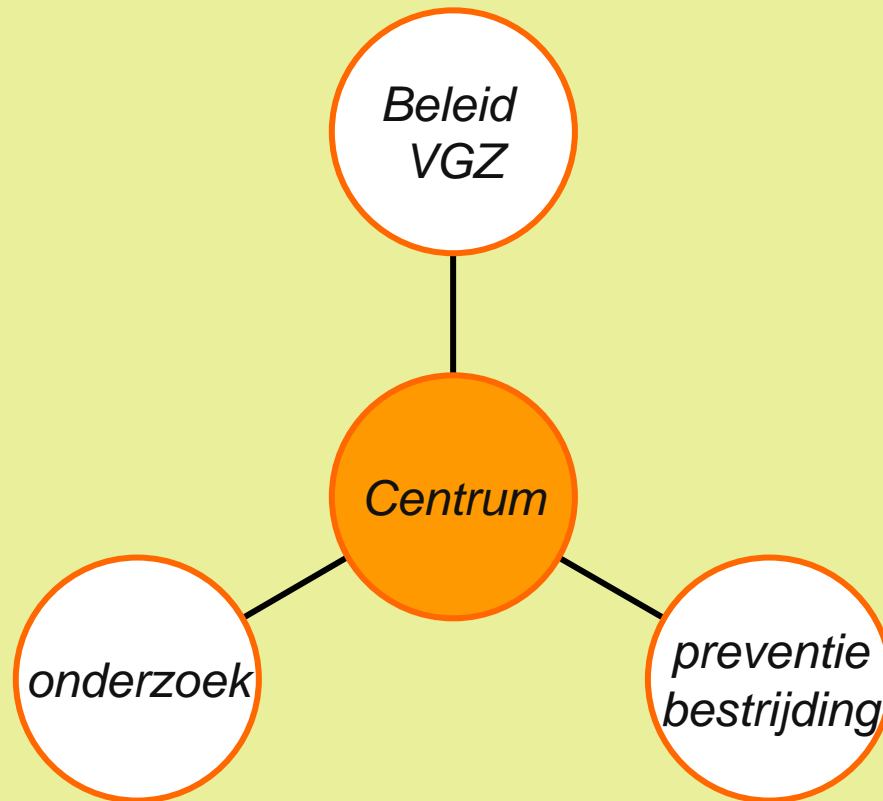 Beleid
VGZ
Centrum
onderzoek
preventie
bestrijding